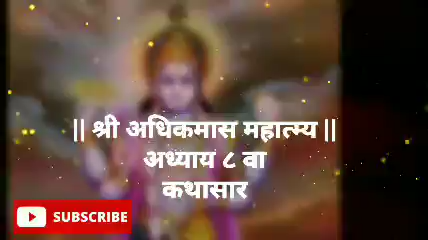 || श्री अधिकमास महात्म्य ||
अध्याय ८ वा
कथासार
SUBSCRIBE